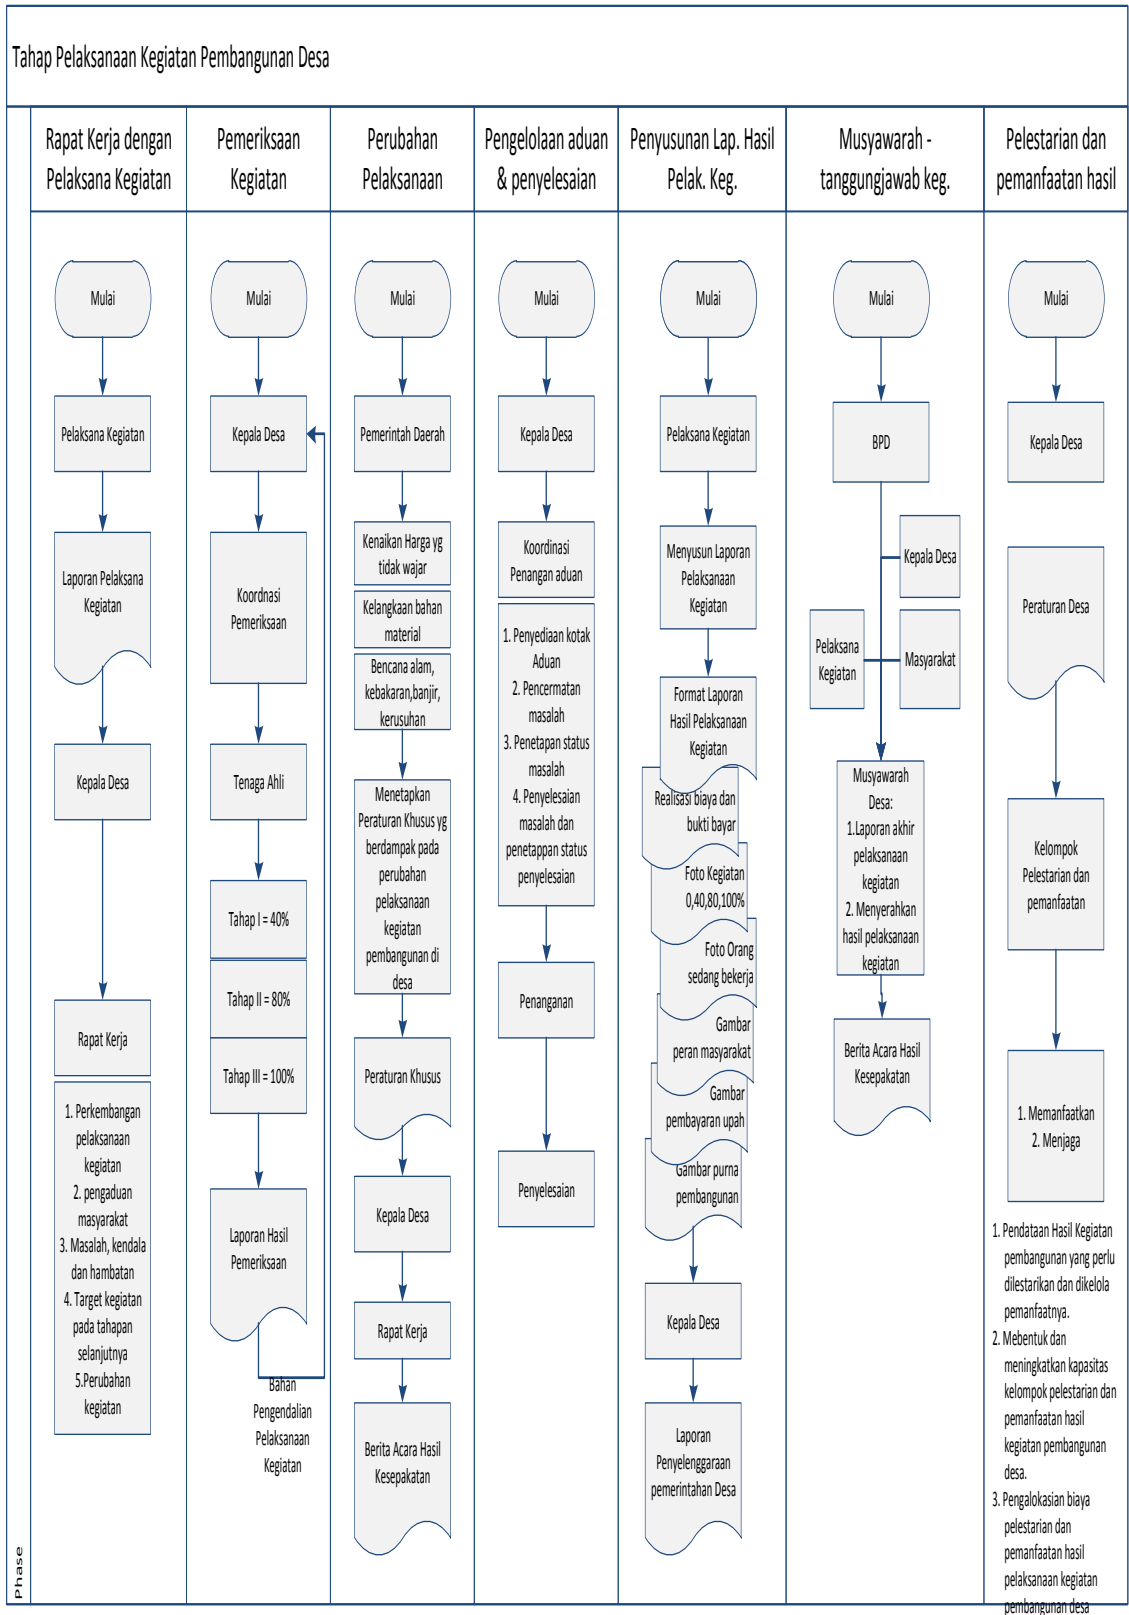 Tahap Pelaksanaan Kegiatan Pembangunan Desa
Rapat Kerja dengan
Pelaksana Kegiatan
Mulai
Pelaksana Kegiatan
Laporan Pelaksana
Kegiatan
Kepala Desa
Rapat Kerja
1. Perkembangan
pelaksanaan
kegiatan
2. pengaduan
masyarakat
3. Masalah, kendala
dan hambatan
4. Target kegiatan
pada tahapan
selanjutnya
5.Perubahan
kegiatan
Pemeriksaan
Kegiatan
Mulai
Kepala Desa
Koordnasi
Pemeriksaan
Tenaga Ahli
Tahap I = 40%
Tahap II = 80%
Tahap III = 100%
Laporan Hasil
Pemeriksaan
Bahan
Pengendalian
Pelaksanaan
Kegiatan
Perubahan
Pelaksanaan
Mulai
Pemerintah Daerah
Kenaikan Harga yg
tidak wajar
Kelangkaan bahan
material
Bencana alam,
kebakaran,banjir,
kerusuhan
Menetapkan
Peraturan Khusus yg
berdampak pada
perubahan
pelaksanaan
kegiatan
pembangunan di
desa
Peraturan Khusus
Kepala Desa
Rapat Kerja
Berita Acara Hasil
Kesepakatan
Pengelolaan aduan
& penyelesaian
Mulai
Kepala Desa
Koordinasi
Penangan aduan
1. Penyediaan kotak
Aduan
2. Pencermatan
masalah
3. Penetapan status
masalah
4. Penyelesaian
masalah dan
penetappan status
penyelesaian
Penanganan
Penyelesaian
Penyusunan Lap. Hasil
Pelak. Keg.
Mulai
Pelaksana Kegiatan
Menyusun Laporan
Pelaksanaan
Kegiatan
Format Laporan
Hasil Pelaksanaan
Kegiatan
Realisasi biaya dan
bukti bayar
Foto Kegiatan
0,40,80,100%
Foto Orang
sedang bekerja
Gambar
peran masyarakat
Gambar
pembayaran upah
Gambar purna
pembangunan
Kepala Desa
Laporan
Penyelenggaraan
pemerintahan Desa
Musyawarah -
tanggungjawab keg.
Mulai
BPD
Kepala Desa
Pelaksana
Kegiatan
Masyarakat
Musyawarah
Desa:
1.Laporan akhir
pelaksanaan
kegiatan
2. Menyerahkan
hasil pelaksanaan
kegiatan
Berita Acara Hasil
Kesepakatan
Pelestarian dan
pemanfaatan hasil
Mulai
Kepala Desa
Peraturan Desa
Kelompok
Pelestarian dan
pemanfaatan
1. Memanfaatkan
2. Menjaga
1. Pendataan Hasil Kegiatan
pembangunan yang perlu
dilestarikan dan dikelola
pemanfaatnya.
2. Mebentuk dan
meningkatkan kapasitas
kelompok pelestarian dan
pemanfaatan hasil
kegiatan pembangunan
desa.
3. Pengalokasian biaya
pelestarian dan
pemanfaatan hasil
pelaksanaan kegiatan
pembangunan desa
Phase